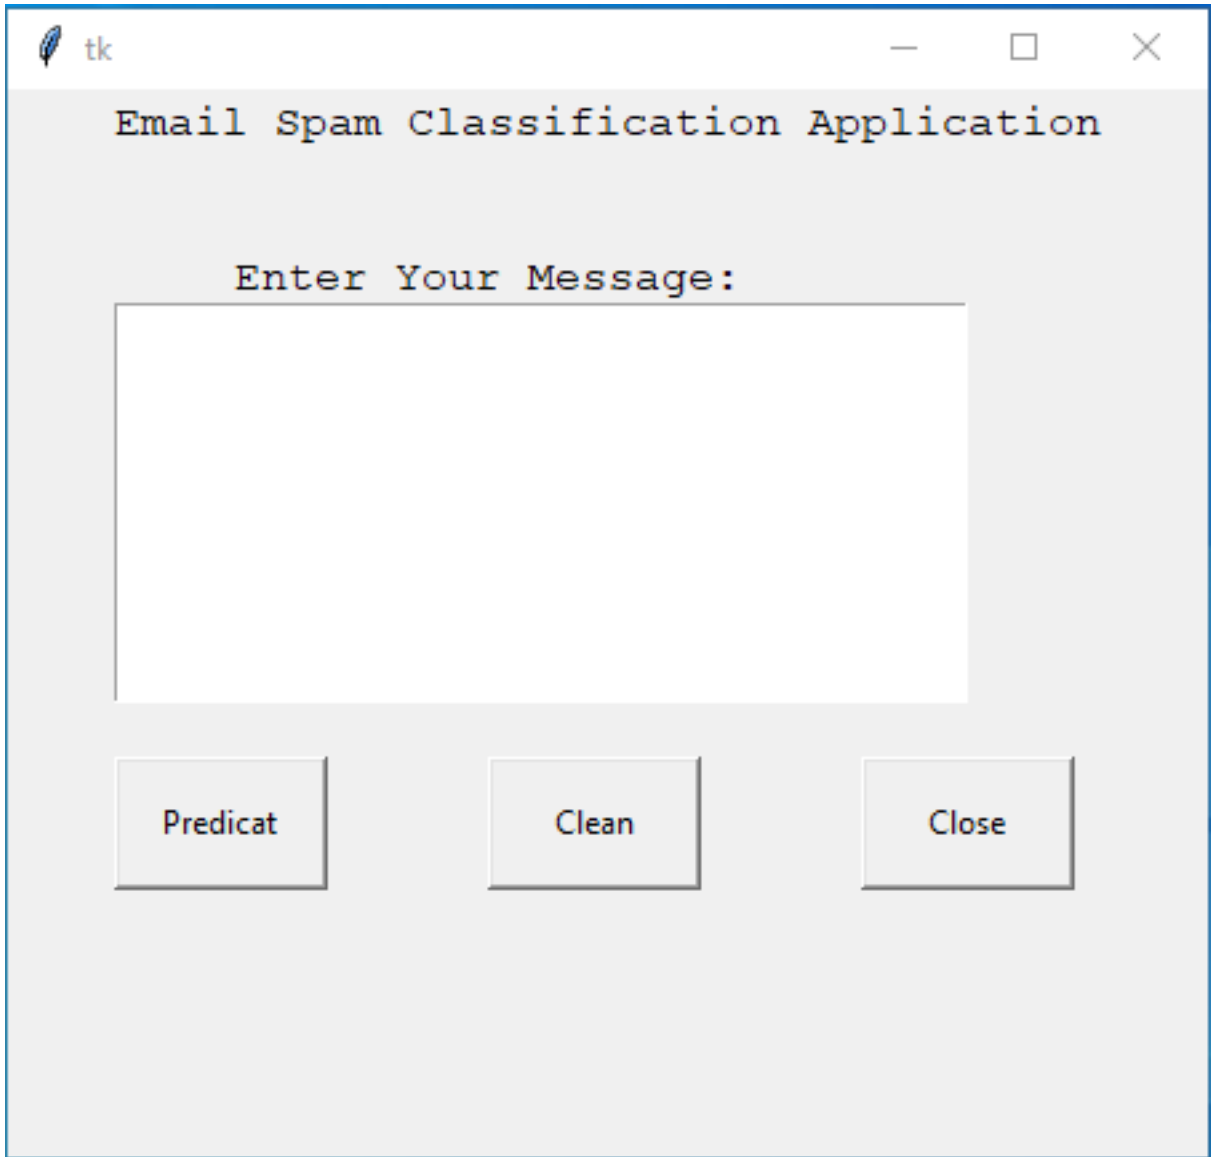 tk
Email Spam Classification Application
Enter Your Message:
Predicat
Clean
Close